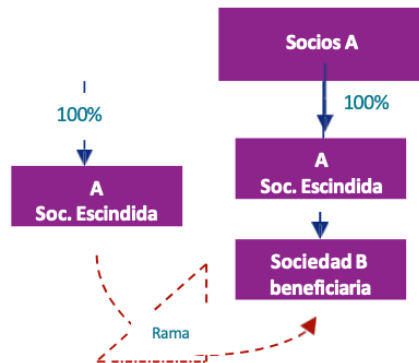 Socios A
100%
100%
A
Soc. Escindida
A
Soc. Escindida
Sociedad B
beneficiaria
Rama